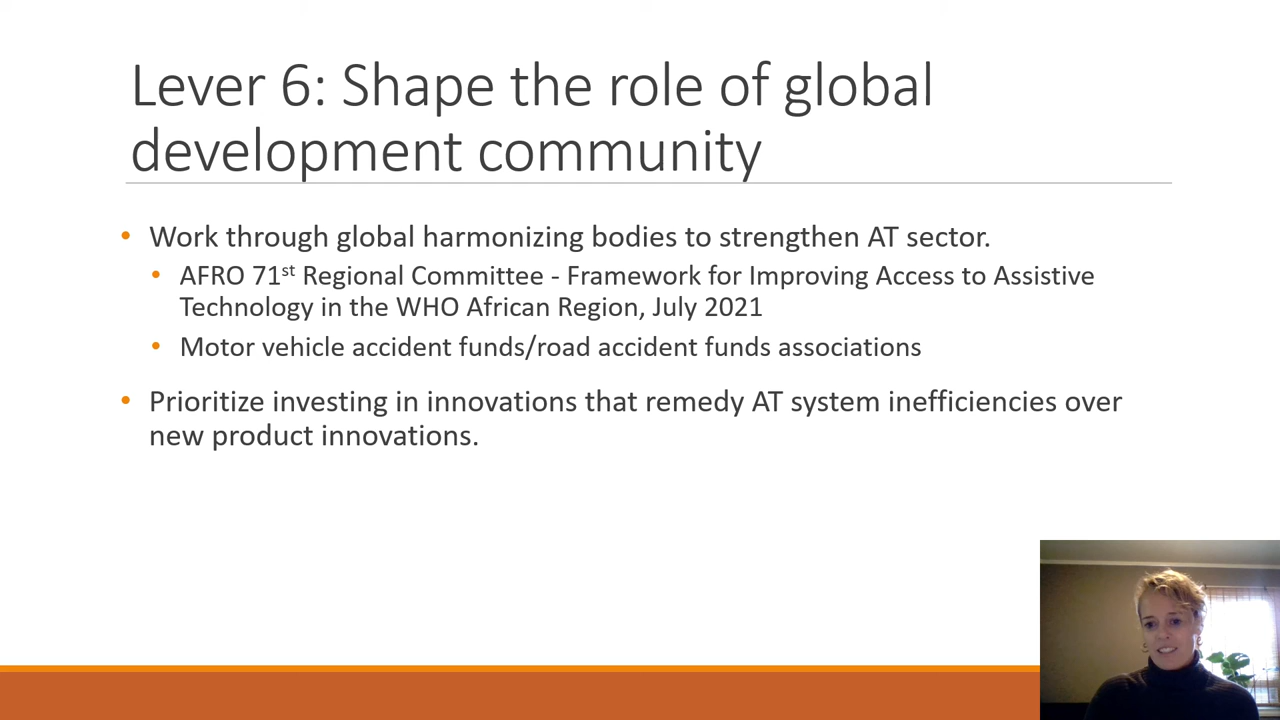 Lever 6: Shape the role of global
development community
• Work through global harmonizing bodies to strengthen AT sector.
• AFRO 71st Regional Committee - Framework for Improving Access to Assistive
Technology in the WHO African Region, July 2021
• Motor vehicle accident funds/road accident funds associations
• Prioritize investing in innovations that remedy AT system inefficiencies over
new product innovations.